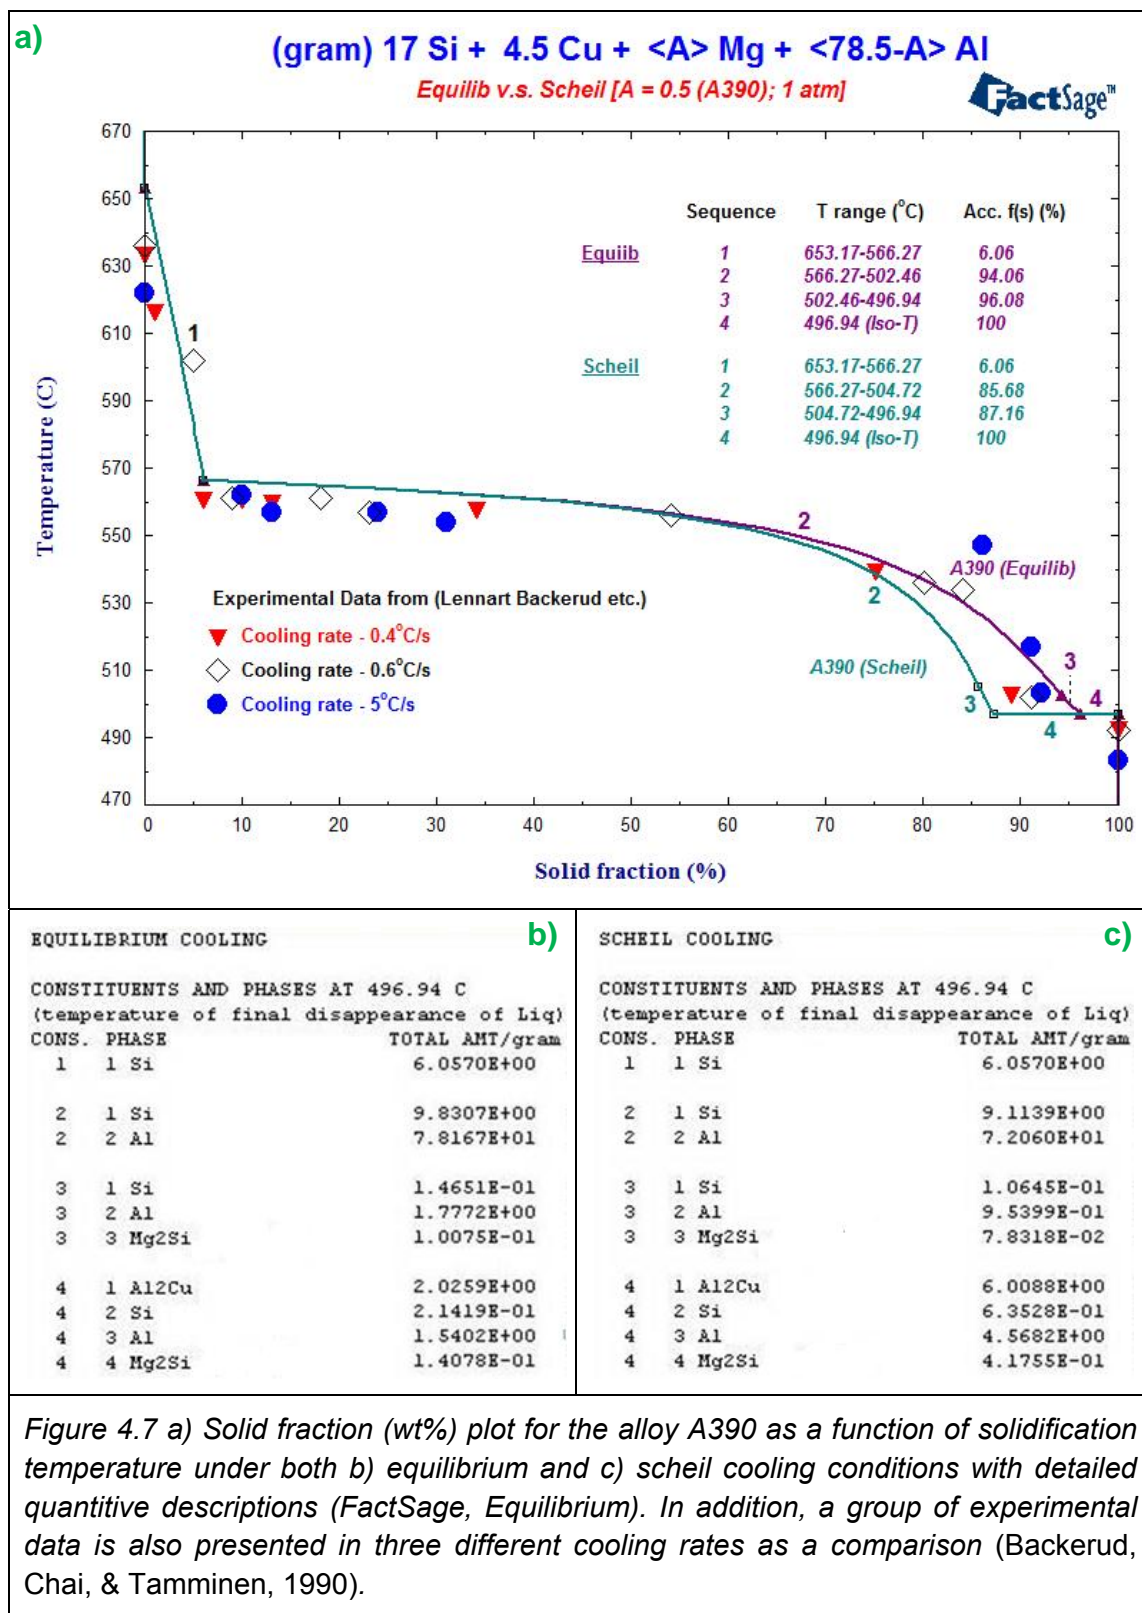 a)
(gram) 17 Si + 4.5 Cu + <A> Mg + <78.5-A> Al
Equilib v.s. Scheil [A = 0.5 (A390); 1 atm]
FactSage™
670
650
630
610
590
570
550
530
510
490
470
Temperature (C)
Sequence T range (°C) Acc. f(s) (%)
Equiib 1 653.17-566.27 6.06
2 566.27-502.46 94.06
3 502.46-496.94 96.08
4 496.94 (Iso-T) 100
Scheil 1 653.17-566.27 6.06
2 566.27-504.72 85.68
3 504.72-496.94 87.16
4 496.94 (Iso-T) 100
1
2
2
A390 (Equilib)
A390 (Scheil)
3
3
4
4
Experimental Data from (Lennart Backerud etc.)
Cooling rate - 0.4°C/s
Cooling rate - 0.6°C/s
Cooling rate - 5°C/s
0 10 20 30 40 50 60 70 80 90 100
Solid fraction (%)
b)
EQUILIBRIUM COOLING
CONSTITUENTS AND PHASES AT 496.94 C
(temperature of final disappearance of Liq)
CONS. PHASE TOTAL AMT/gram
1 1 Si 6.0570E+00
2 1 Si 9.8307E+00
2 2 Al 7.8167E+01
3 1 Si 1.4651E-01
3 2 Al 1.7772E+00
3 3 Mg2Si 1.0075E-01
4 1 Al2Cu 2.0259E+00
4 2 Si 2.1419E-01
4 3 Al 1.5402E+00
4 4 Mg2Si 1.4078E-01
c)
SCHEIL COOLING
CONSTITUENTS AND PHASES AT 496.94 C
(temperature of final disappearance of Liq)
CONS. PHASE TOTAL AMT/gram
1 1 Si 6.0570E+00
2 1 Si 9.1139E+00
2 2 Al 7.2060E+01
3 1 Si 1.0645E-01
3 2 Al 9.5399E-01
3 3 Mg2Si 7.8318E-02
4 1 Al2Cu 6.0088E+00
4 2 Si 6.3528E-01
4 3 Al 4.5682E+00
4 4 Mg2Si 4.1755E-01
Figure 4.7 a) Solid fraction (wt%) plot for the alloy A390 as a function of solidification
temperature under both b) equilibrium and c) scheil cooling conditions with detailed
quantitive descriptions (FactSage, Equilibrium). In addition, a group of experimental
data is also presented in three different cooling rates as a comparison (Backerud,
Chai, & Tamminen, 1990).